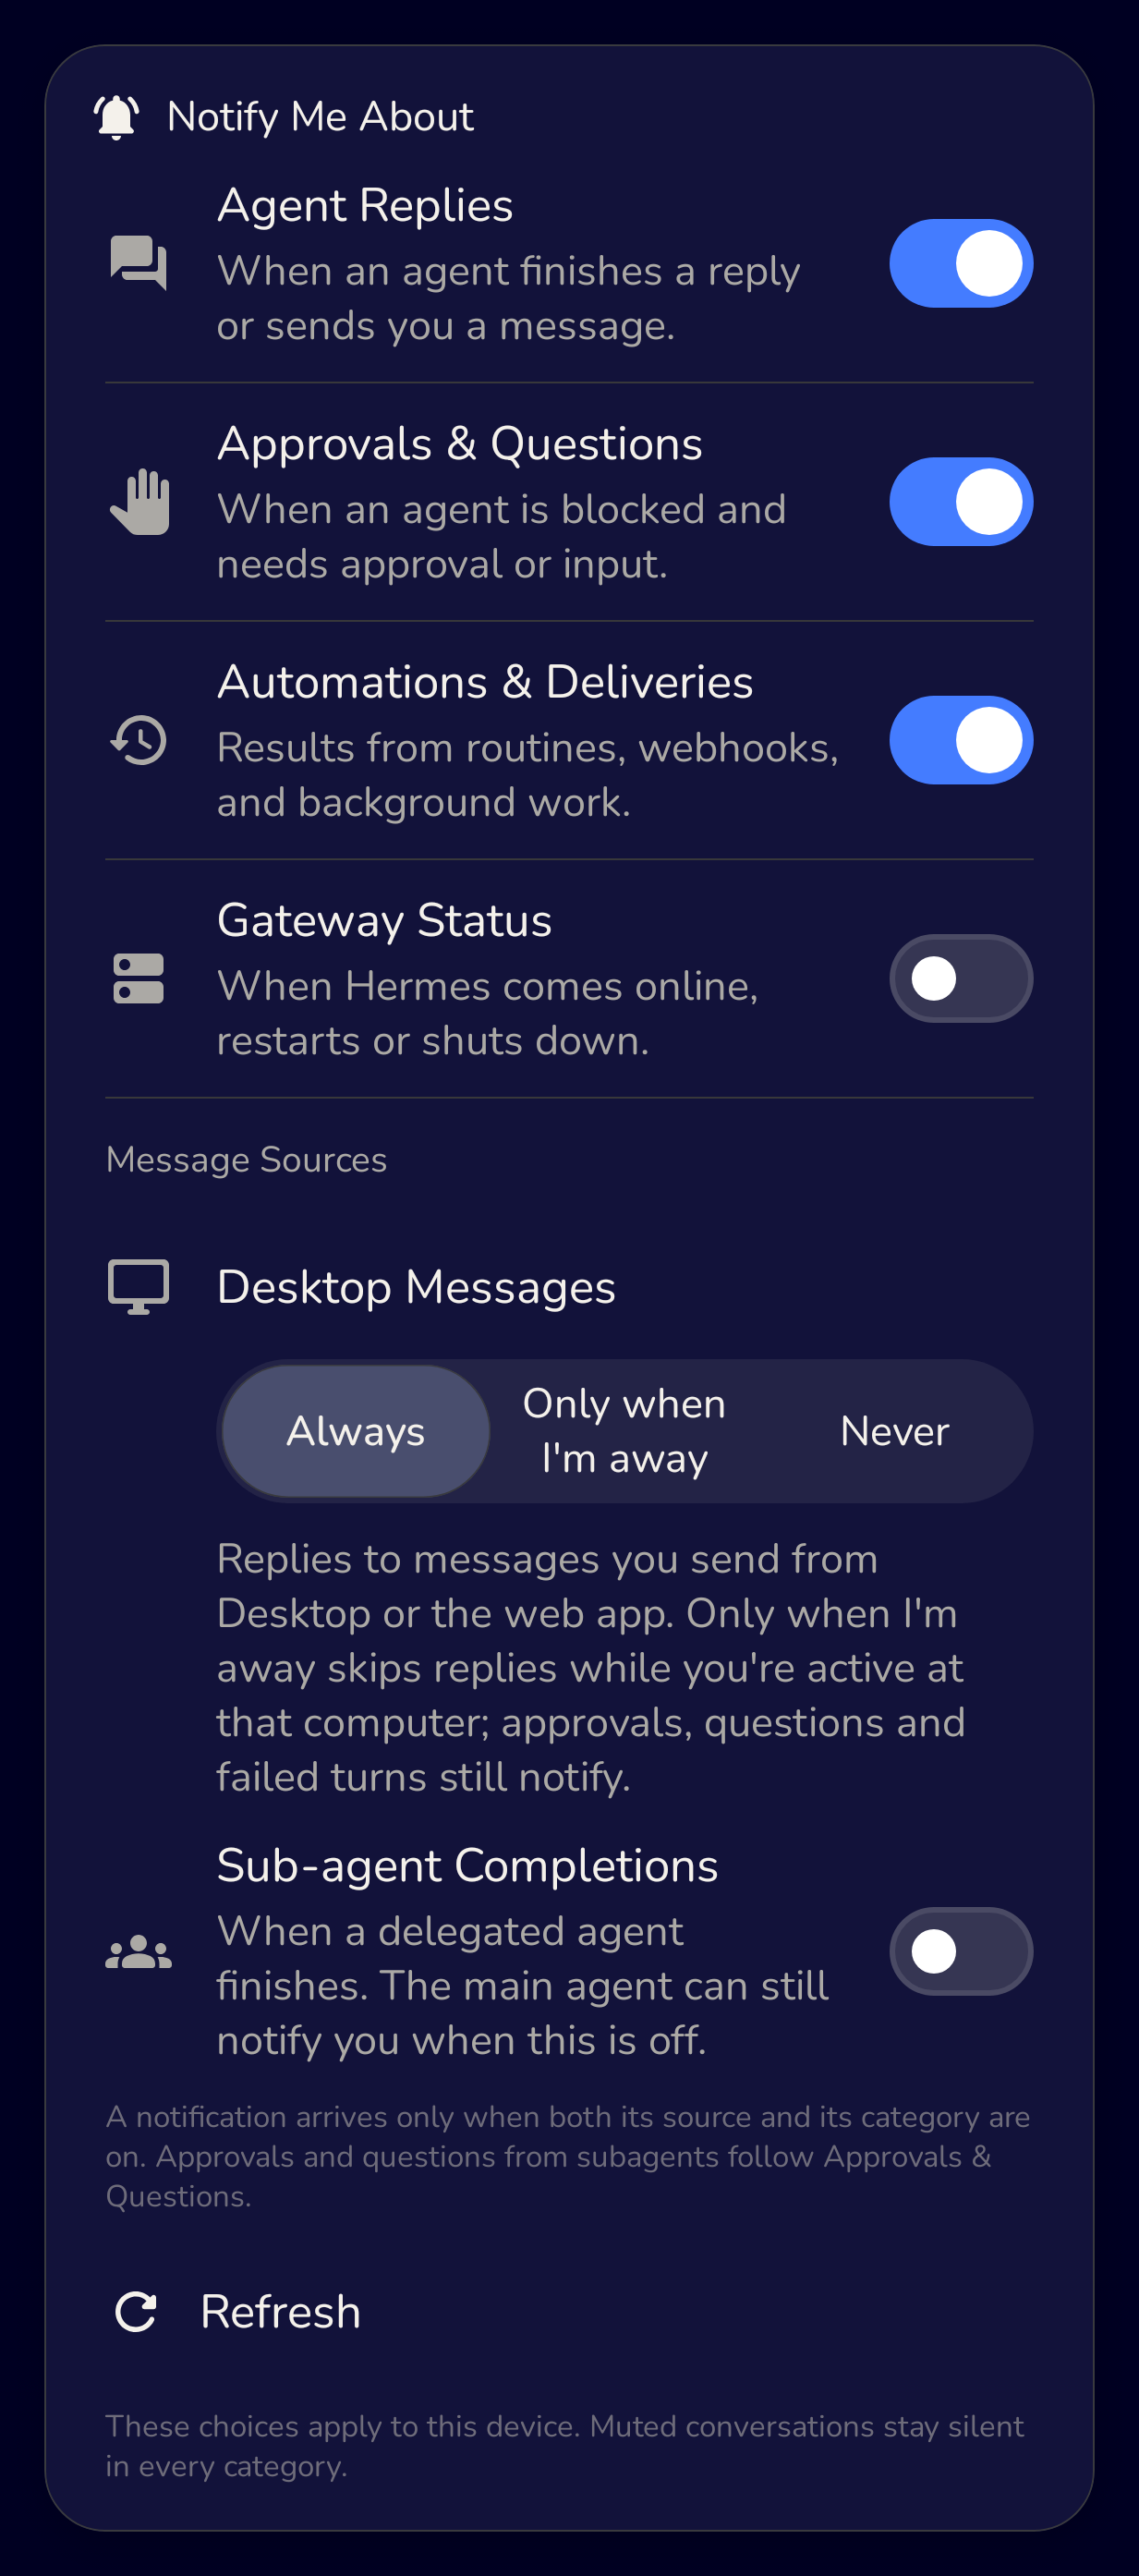 Notify Me About
Agent Replies
When an agent finishes a reply
or sends you a message.
Approvals & Questions
When an agent is blocked and
needs approval or input.
Automations & Deliveries
Results from routines, webhooks,
and background work.
Gateway Status
When Hermes comes online,
restarts or shuts down.
Message Sources
Desktop Messages
Always
Only when
I'm away
Never
Replies to messages you send from
Desktop or the web app. Only when I'm
away skips replies while you're active at
that computer; approvals, questions and
failed turns still notify.
Sub-agent Completions
When a delegated agent
finishes. The main agent can still
notify you when this is off.
A notification arrives only when both its source and its category are
on. Approvals and questions from subagents follow Approvals &
Questions.
Refresh
These choices apply to this device. Muted conversations stay silent
in every category.